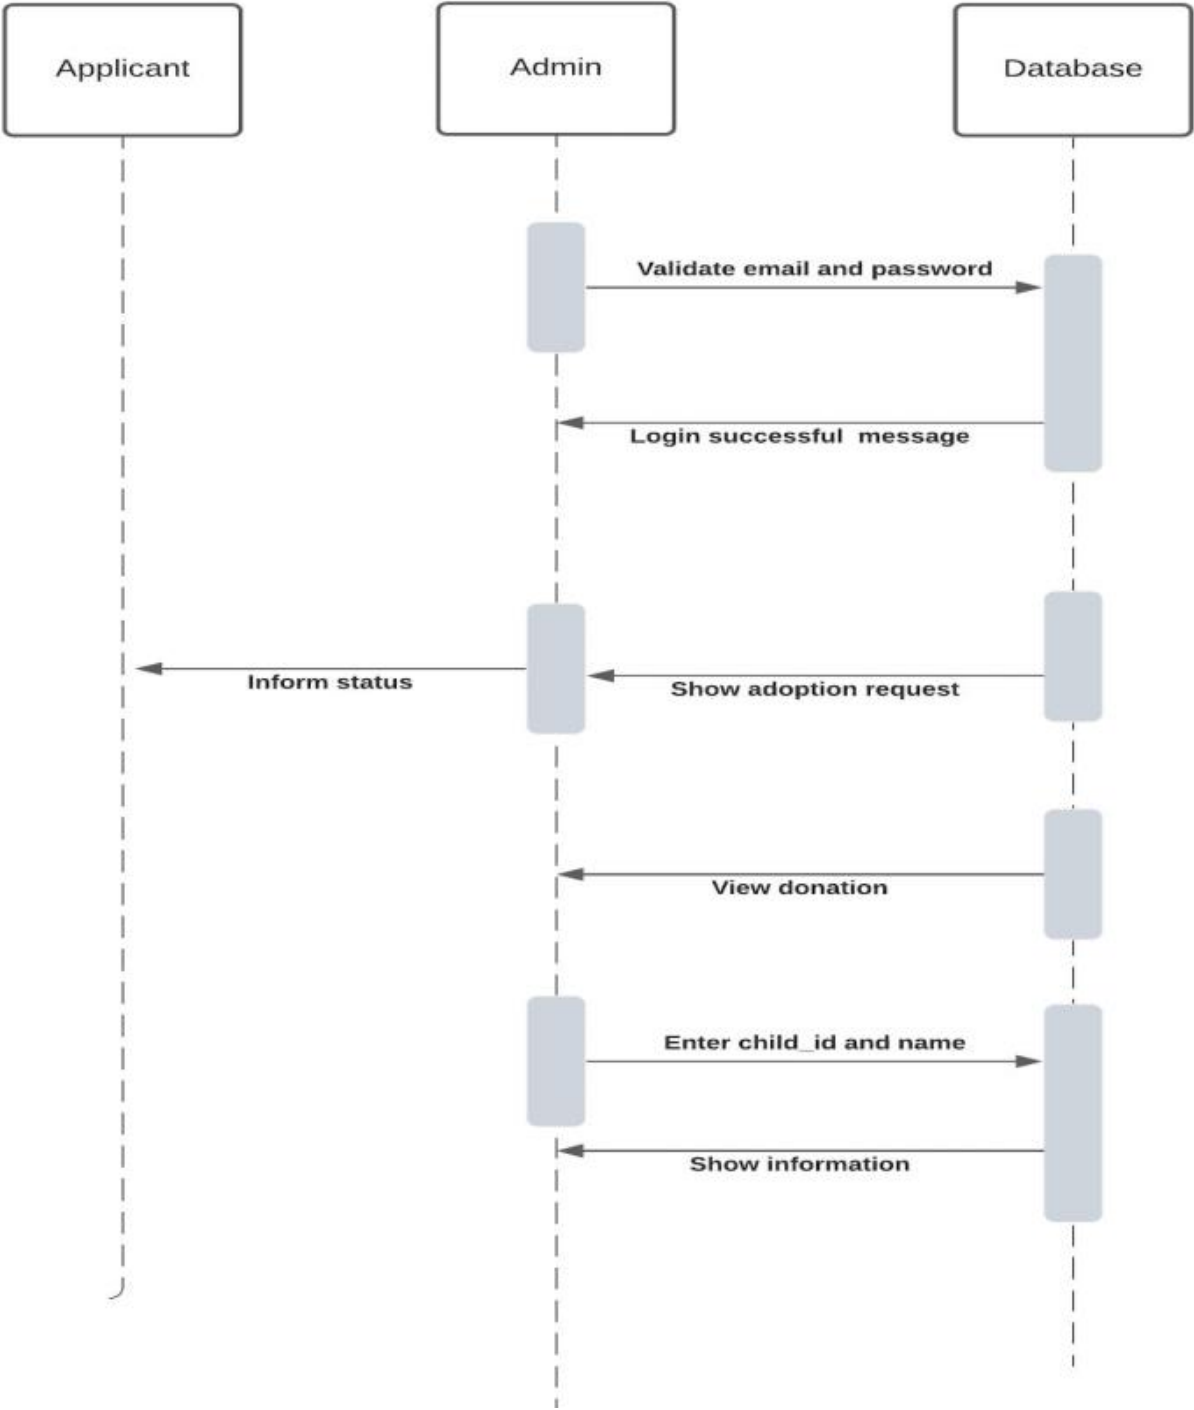 Applicant
Admin
Database
Validate email and password
Login successful  message
Inform status
Show adoption request
View donation
Enter child_id and name
Show information